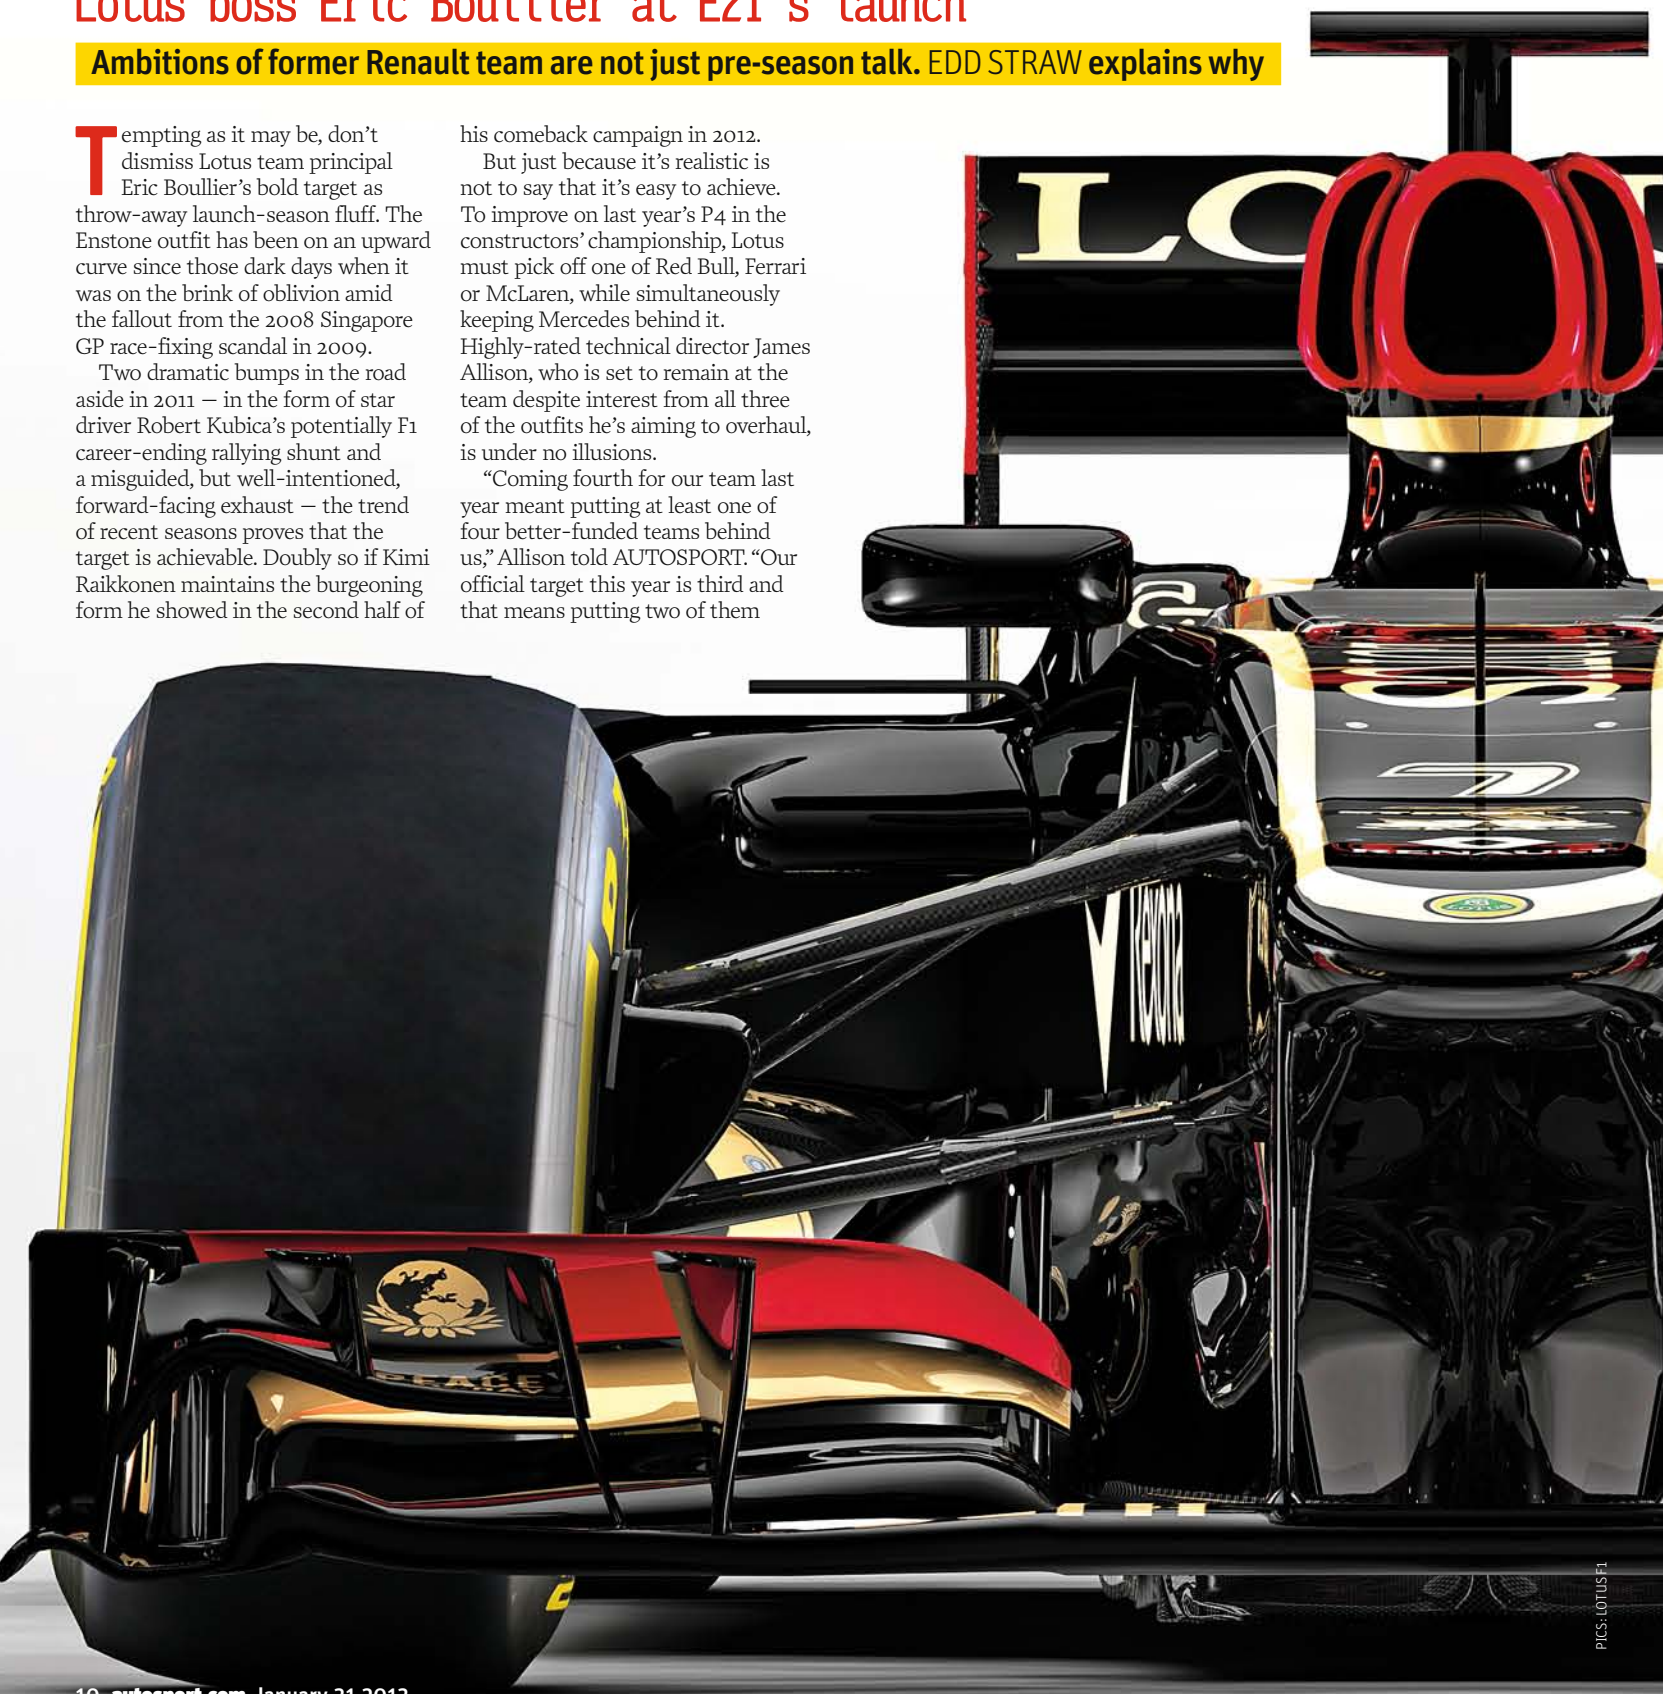 Lotus boss Eric Boullier at E21's launch
Ambitions of former Renault team are not just pre-season talk. EDD STRAW explains why
Tempting as it may be, don't
dismiss Lotus team principal
Eric Boullier's bold target as
throw-away launch-season fluff. The
Enstone outfit has been on an upward
curve since those dark days when it
was on the brink of oblivion amid
the fallout from the 2008 Singapore
GP race-fixing scandal in 2009.
Two dramatic bumps in the road
aside in 2011 — in the form of star
driver Robert Kubica's potentially F1
career-ending rallying shunt and
a misguided, but well-intentioned,
forward-facing exhaust — the trend
of recent seasons proves that the
target is achievable. Doubly so if Kimi
Raikkonen maintains the burgeoning
form he showed in the second half of
his comeback campaign in 2012.
But just because it's realistic is
not to say that it's easy to achieve.
To improve on last year's P4 in the
constructors' championship, Lotus
must pick off one of Red Bull, Ferrari
or McLaren, while simultaneously
keeping Mercedes behind it.
Highly-rated technical director James
Allison, who is set to remain at the
team despite interest from all three
of the outfits he's aiming to overhaul,
is under no illusions.
“Coming fourth for our team last
year meant putting at least one of
four better-funded teams behind
us,” Allison told AUTOSPORT. “Our
official target this year is third and
that means putting two of them
LO
7
LOTUS
Rexona
PEACE
DAY
PICS: LOTUS F1
10 autosport.com January 31 2013